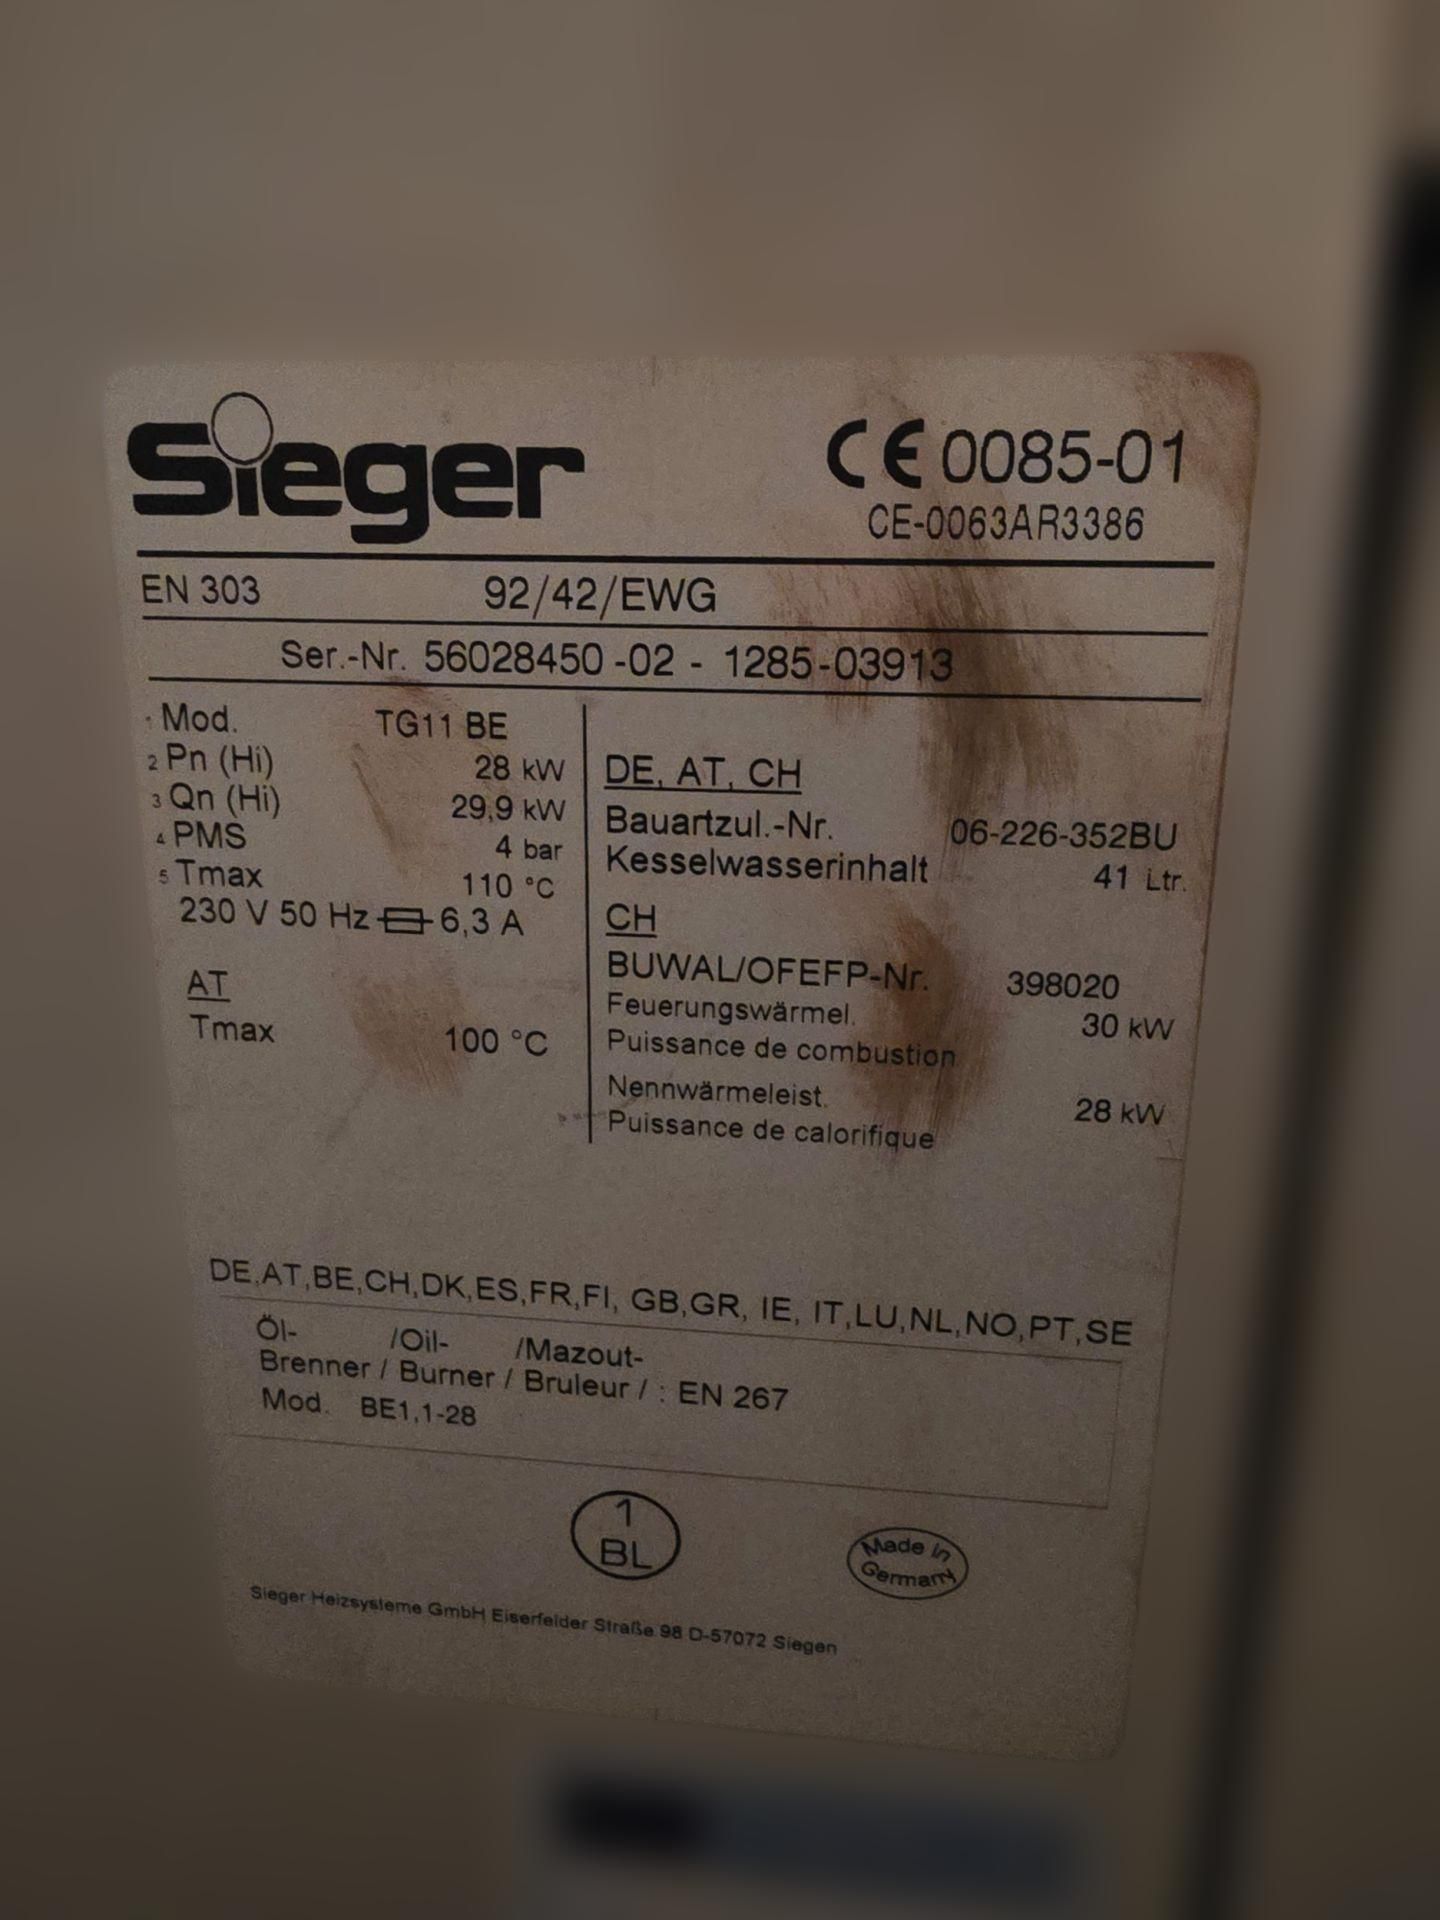 Sieger
CE 0085-01
CE-0063AR3386
EN 303 92/42/EWG
Ser.-Nr. 56028450 -02 - 1285-03913
1 Mod. TG11 BE
2 Pn (Hi) 28 kW
3 Qn (Hi) 29,9 kW
4 PMS 4 bar
5 Tmax 110 °C
230 V 50 Hz 6,3 A
AT
Tmax 100 °C
DE, AT, CH
Bauartzul.-Nr. 06-226-352BU
Kesselwasserinhalt 41 Ltr.
CH
BUWAL/OFEFP-Nr. 398020
Feuerungswärmel. 30 kW
Puissance de combustion
Nennwärmeleist. 28 kW
Puissance de calorifique
DE,AT,BE,CH,DK,ES,FR,FI, GB,GR, IE, IT,LU,NL,NO,PT,SE
Öl- /Oil- /Mazout-
Brenner / Burner / Bruleur / : EN 267
Mod. BE1,1-28
1
BL
Made in
Germany
Sieger Heizsysteme GmbH Eiserfelder Straße 98 D-57072 Siegen